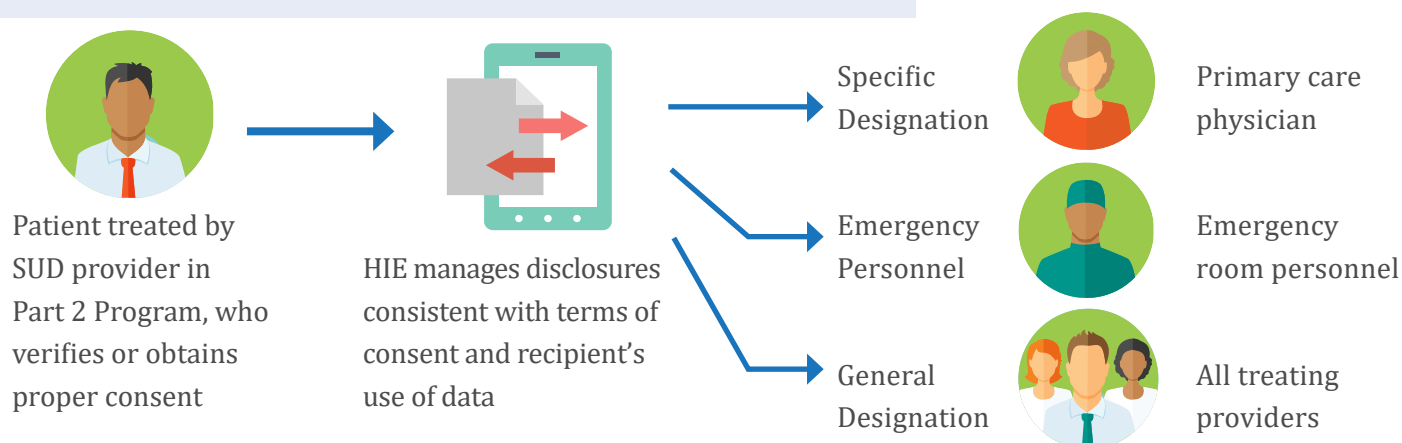 Patient treated by
SUD provider in
Part 2 Program, who
verifies or obtains
proper consent
HIE manages disclosures
consistent with terms of
consent and recipient’s
use of data
Specific
Designation
Primary care
physician
Emergency
Personnel
Emergency
room personnel
General
Designation
All treating
providers